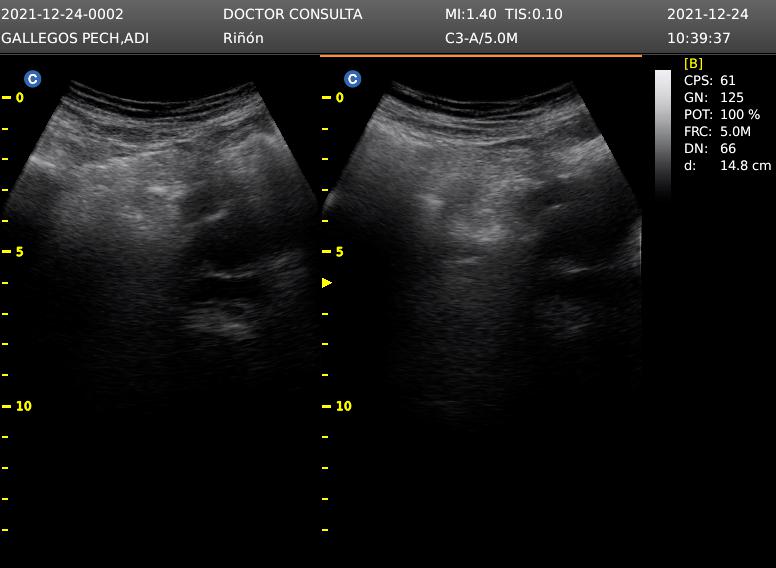 2021-12-24-0002 DOCTOR CONSULTA MI:1.40 TIS:0.10 2021-12-24
GALLEGOS PECH,ADI Riñón C3-A/5.0M 10:39:37
[B]
CPS: 61
GN: 125
POT: 100 %
FRC: 5.0M
DN: 66
d: 14.8 cm
C C
0 0
5 5
10 10